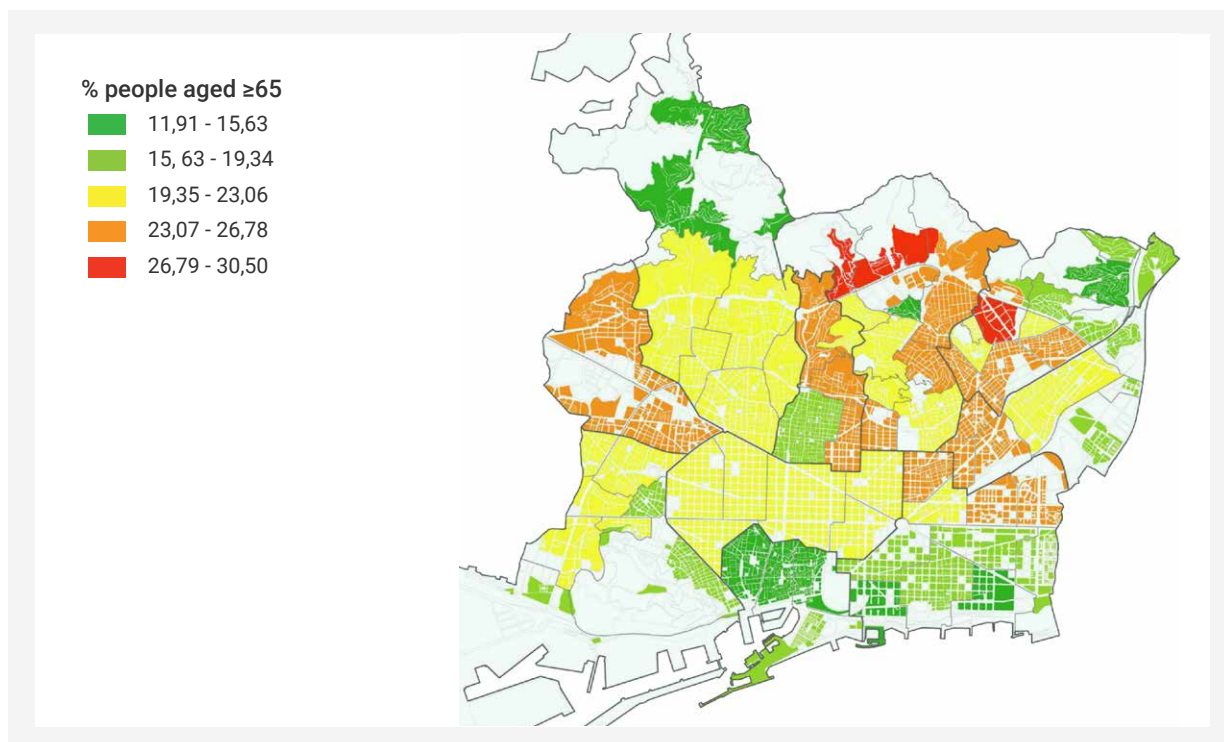 % people aged ≥65
11,91 - 15,63
15, 63 - 19,34
19,35 - 23,06
23,07 - 26,78
26,79 - 30,50